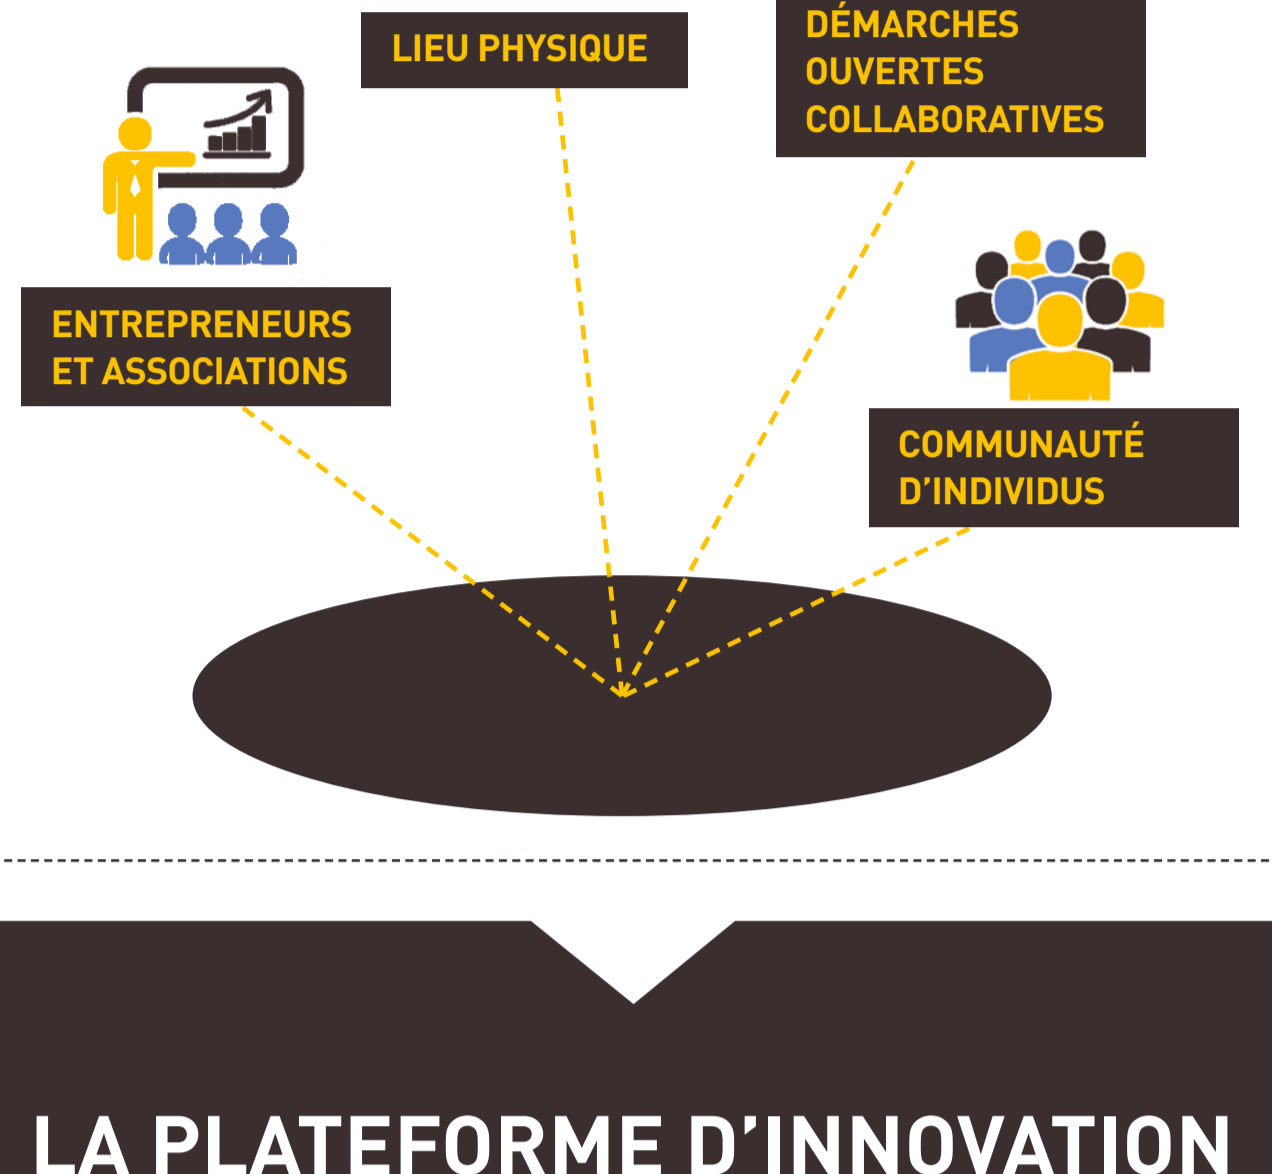 LIEU PHYSIQUE
DÉMARCHES
OUVERTES
COLLABORATIVES
ENTREPRENEURS
ET ASSOCIATIONS
COMMUNAUTÉ
D’INDIVIDUS
LA PLATEFORME D’INNOVATION